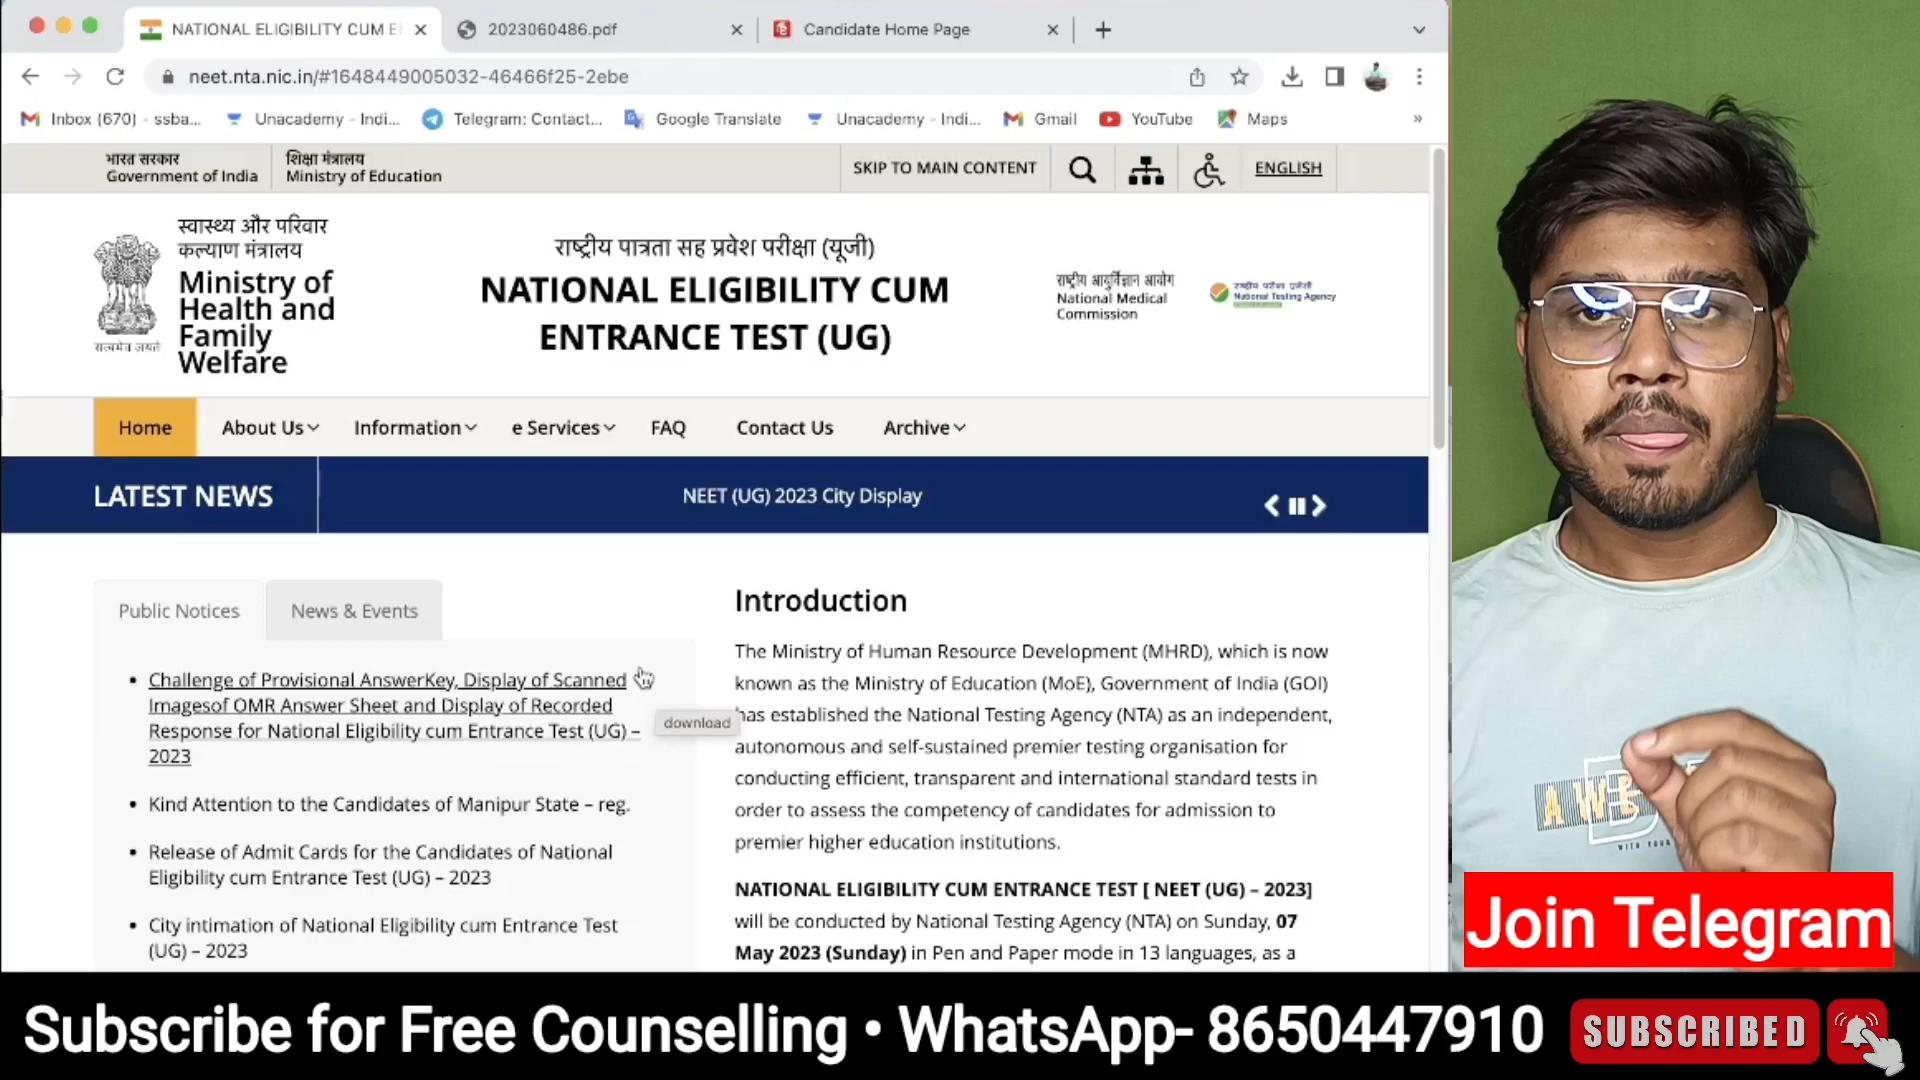 NATIONAL ELIGIBILITY CUM E
2023060486.pdf
Candidate Home Page
neet.nta.nic.in/#1648449005032-46466f25-2ebe
Inbox (670) - ssba...
Unacademy - Indi...
Telegram: Contact...
Google Translate
Unacademy - Indi...
Gmail
YouTube
Maps
»
भारत सरकार
Government of India
शिक्षा मंत्रालय
Ministry of Education
SKIP TO MAIN CONTENT
ENGLISH
सत्यमेव जयते
स्वास्थ्य और परिवार
कल्याण मंत्रालय
Ministry of
Health and
Family
Welfare
राष्ट्रीय पात्रता सह प्रवेश परीक्षा (यूजी)
NATIONAL ELIGIBILITY CUM
ENTRANCE TEST (UG)
राष्ट्रीय आयुर्विज्ञान आयोग
National Medical
Commission
राष्ट्रीय परीक्षा एजेंसी
National Testing Agency
Home
About Us
Information
e Services
FAQ
Contact Us
Archive
LATEST NEWS
NEET (UG) 2023 City Display
Public Notices
News & Events
• Challenge of Provisional AnswerKey, Display of Scanned
Imagesof OMR Answer Sheet and Display of Recorded
Response for National Eligibility cum Entrance Test (UG) –
2023
download
• Kind Attention to the Candidates of Manipur State – reg.
• Release of Admit Cards for the Candidates of National
Eligibility cum Entrance Test (UG) – 2023
• City intimation of National Eligibility cum Entrance Test
(UG) – 2023
Introduction
The Ministry of Human Resource Development (MHRD), which is now
known as the Ministry of Education (MoE), Government of India (GOI)
has established the National Testing Agency (NTA) as an independent,
autonomous and self-sustained premier testing organisation for
conducting efficient, transparent and international standard tests in
order to assess the competency of candidates for admission to
premier higher education institutions.
NATIONAL ELIGIBILITY CUM ENTRANCE TEST [ NEET (UG) – 2023]
will be conducted by National Testing Agency (NTA) on Sunday, 07
May 2023 (Sunday) in Pen and Paper mode in 13 languages, as a
Join Telegram
Subscribe for Free Counselling • WhatsApp- 8650447910
SUBSCRIBED